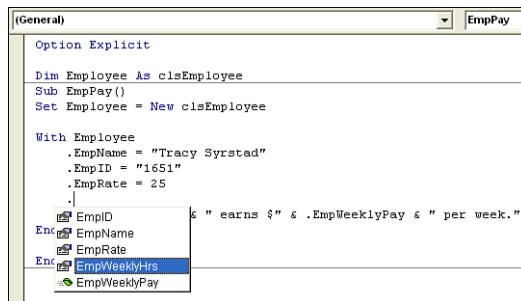 (General) EmpPay
Option Explicit
Dim Employee As clsEmployee
Sub EmpPay()
Set Employee = New clsEmployee
With Employee
.EmpName = "Tracy Syrstad"
.EmpID = "1651"
.EmpRate = 25
.
& " earns $" & .EmpWeeklyPay & " per week."
EmpID
EmpName
EmpRate
EmpWeeklyHrs
EmpWeeklyPay